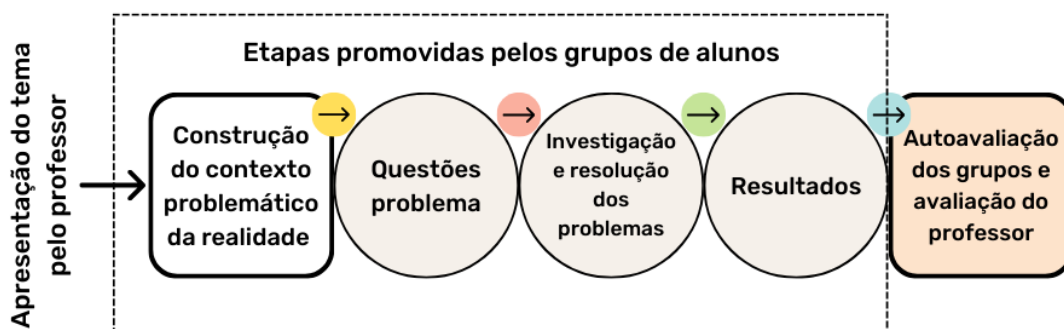 Apresentação do tema
pelo professor
Etapas promovidas pelos grupos de alunos
Construção
do contexto
problemático
da realidade
Questões
problema
Investigação
e resolução
dos
problemas
Resultados
Autoavaliação
dos grupos e
avaliação do
professor